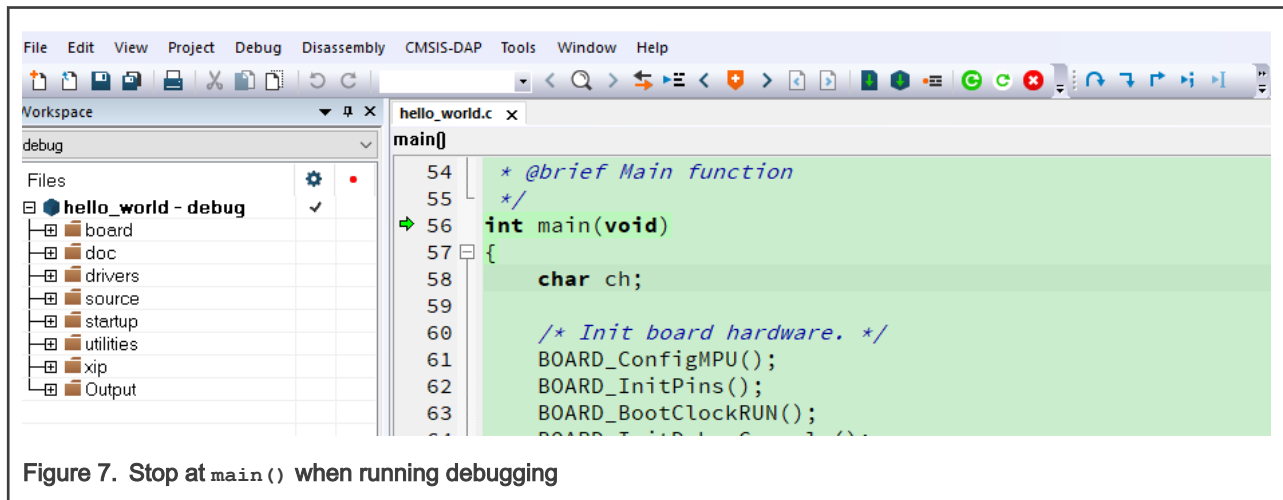 File Edit View Project Debug Disassembly CMSIS-DAP Tools Window Help
Workspace
debug
Files
hello_world - debug
board
doc
drivers
source
startup
utilities
xip
Output
hello_world.c
main()
54 * @brief Main function
55 */
56 int main(void)
57 {
58 char ch;
59
60 /* Init board hardware. */
61 BOARD_ConfigMPU();
62 BOARD_InitPins();
63 BOARD_BootClockRUN();
Figure 7. Stop at main() when running debugging